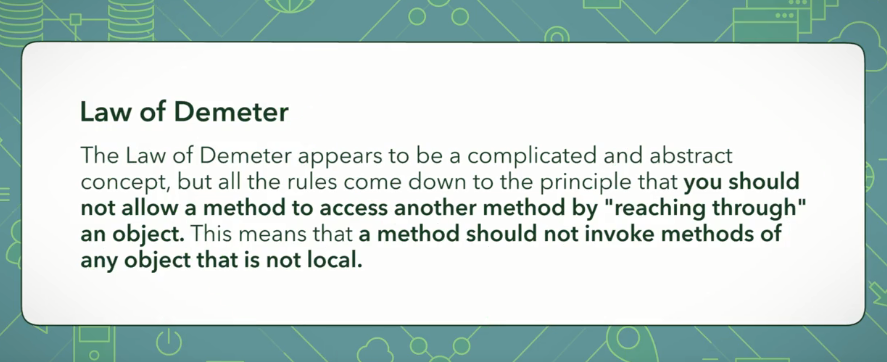 Law of Demeter
The Law of Demeter appears to be a complicated and abstract
concept, but all the rules come down to the principle that you should
not allow a method to access another method by "reaching through"
an object. This means that a method should not invoke methods of
any object that is not local.